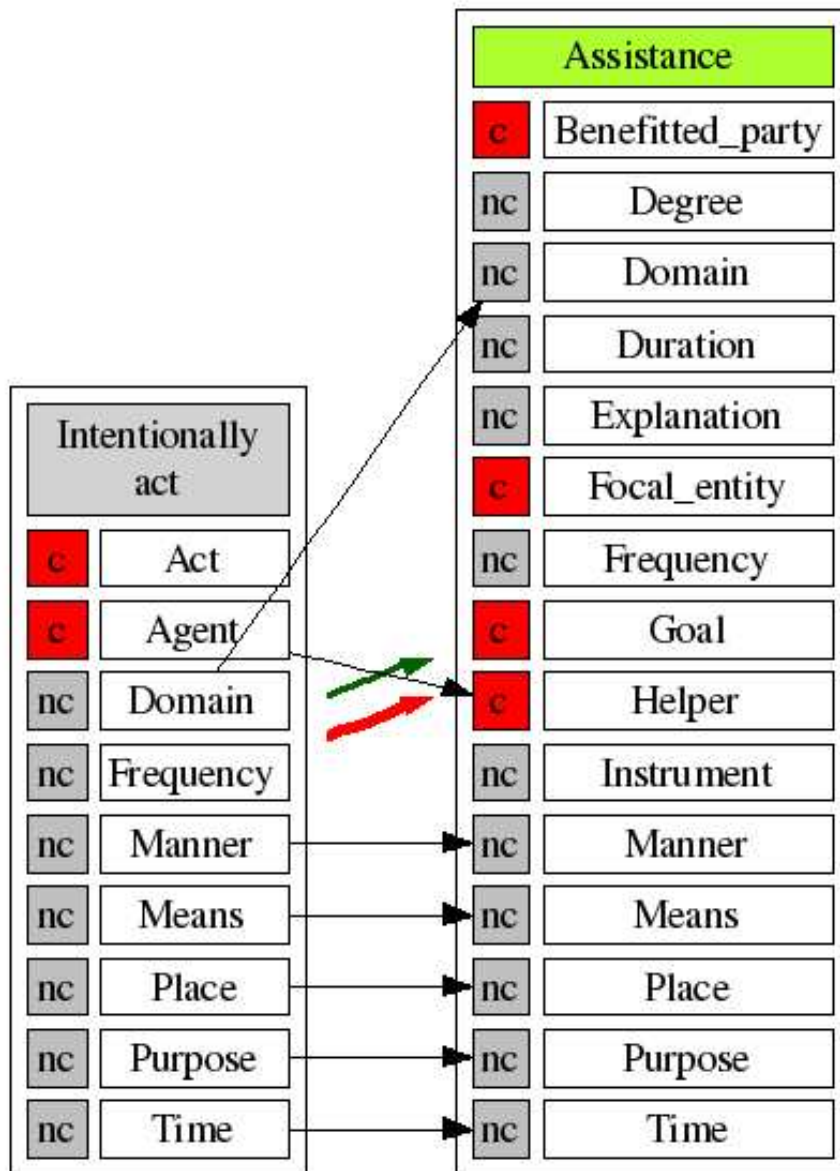 Intentionally
act
c Act
c Agent
nc Domain
nc Frequency
nc Manner
nc Means
nc Place
nc Purpose
nc Time
Assistance
c Benefitted_party
nc Degree
nc Domain
nc Duration
nc Explanation
c Focal_entity
nc Frequency
c Goal
c Helper
nc Instrument
nc Manner
nc Means
nc Place
nc Purpose
nc Time